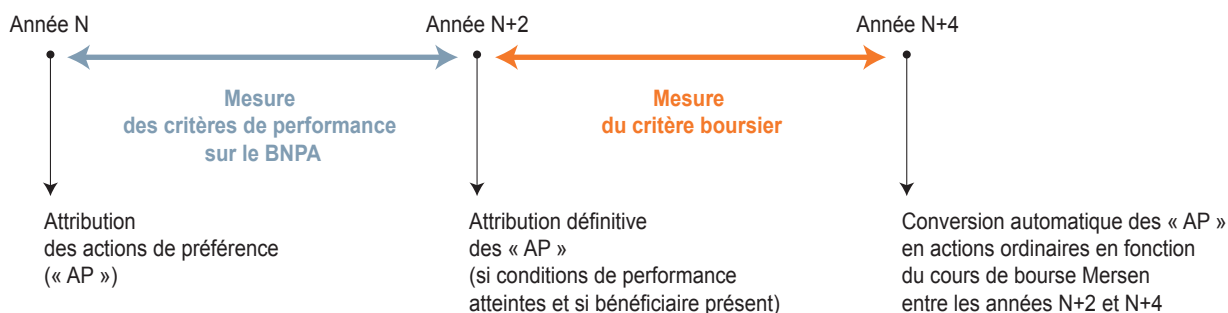 Année N
Année N+2
Année N+4
Mesure
des critères de performance
sur le BNPA
Mesure
du critère boursier
Attribution
des actions de préférence
(« AP »)
Attribution définitive
des « AP »
(si conditions de performance
atteintes et si bénéficiaire présent)
Conversion automatique des « AP »
en actions ordinaires en fonction
du cours de bourse Mersen
entre les années N+2 et N+4